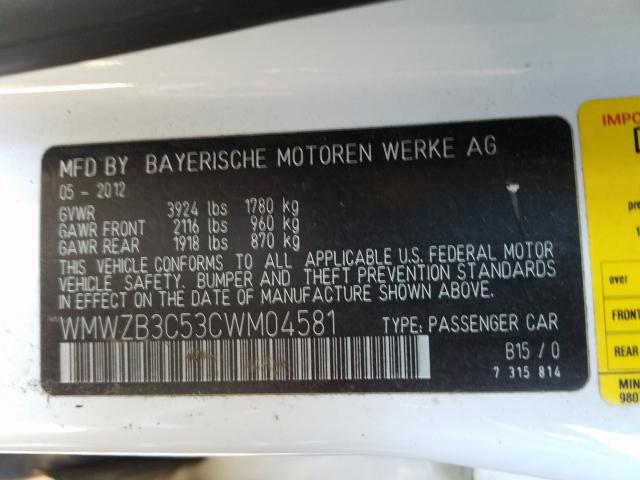 MFD BY BAYERISCHE MOTOREN WERKE AG
05 - 2012
GVWR 3924 lbs 1780 kg
GAWR FRONT 2116 lbs 960 kg
GAWR REAR 1918 lbs 870 kg
THIS VEHICLE CONFORMS TO ALL APPLICABLE U.S. FEDERAL MOTOR
VEHICLE SAFETY. BUMPER AND THEFT PREVENTION STANDARDS
IN EFFECT ON THE DATE OF MANUFACTURE SHOWN ABOVE.
WMWZB3C53CWM04581 TYPE: PASSENGER CAR
B15 / 0
7 315 814
over
FRONT
REAR
980